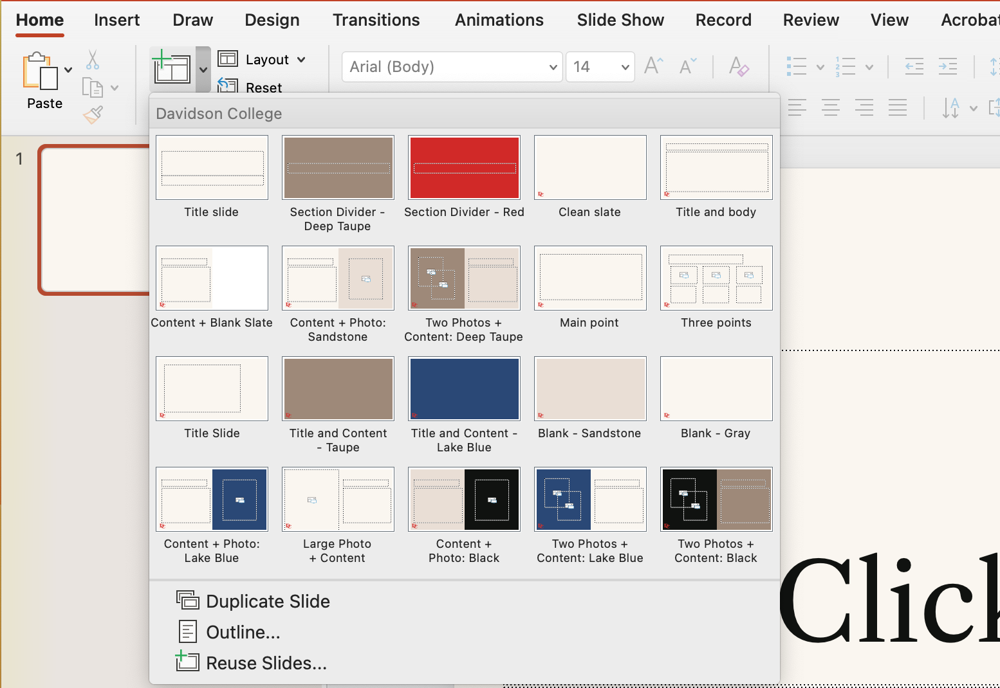 Home Insert Draw Design Transitions Animations Slide Show Record Review View Acrobat
Paste
Layout
Reset
Arial (Body)
14
Davidson College
1
Title slide
Section Divider -
Deep Taupe
Section Divider - Red
Clean slate
Title and body
Content + Blank Slate
Content + Photo:
Sandstone
Two Photos +
Content: Deep Taupe
Main point
Three points
Title Slide
Title and Content
- Taupe
Title and Content -
Lake Blue
Blank - Sandstone
Blank - Gray
Content + Photo:
Lake Blue
Large Photo
+ Content
Content +
Photo: Black
Two Photos +
Content: Lake Blue
Two Photos +
Content: Black
Duplicate Slide
Outline...
Reuse Slides...
Click